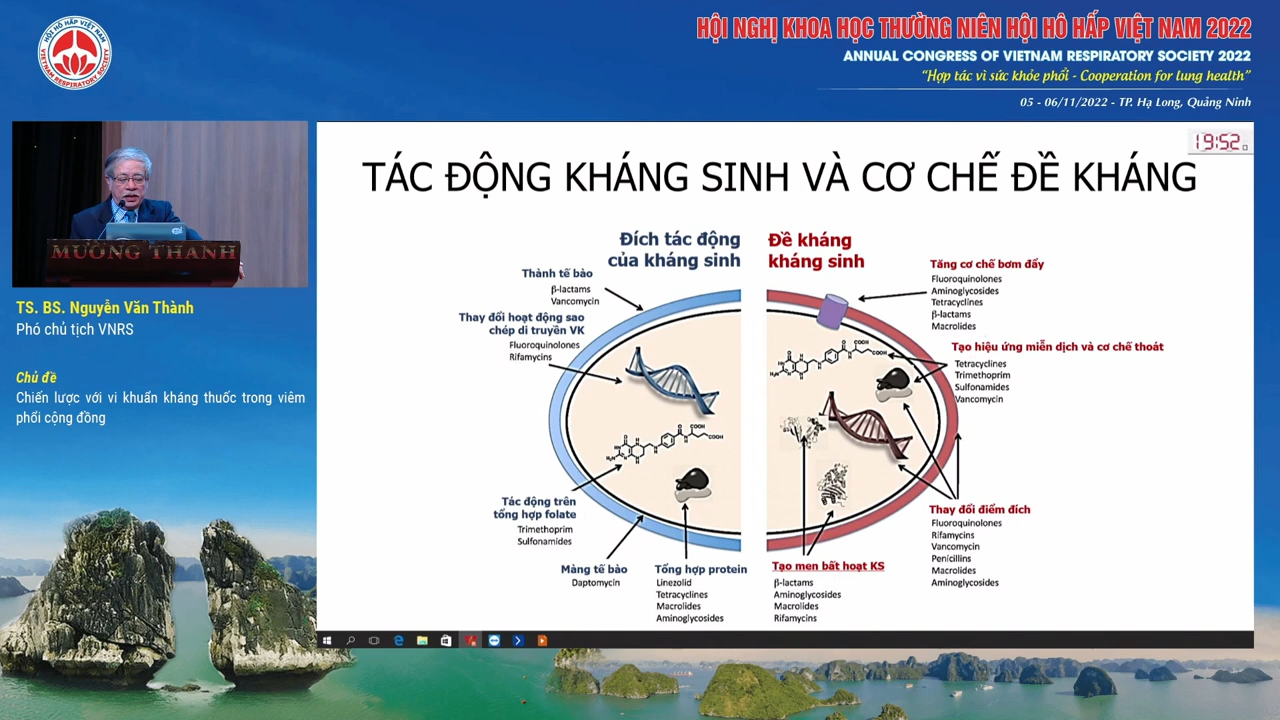 HỘI HÔ HẤP VIỆT NAM
VIETNAM RESPIRATORY SOCIETY
HỘI NGHỊ KHOA HỌC THƯỜNG NIÊN HỘI HÔ HẤP VIỆT NAM 2022
ANNUAL CONGRESS OF VIETNAM RESPIRATORY SOCIETY 2022
“Hợp tác vì sức khỏe phổi - Cooperation for lung health”
05 - 06/11/2022 - TP. Hạ Long, Quảng Ninh
MƯỜNG THANH
TS. BS. Nguyễn Văn Thành
Phó chủ tịch VNRS
Chủ đề
Chiến lược với vi khuẩn kháng thuốc trong viêm
phổi cộng đồng
19:52
TÁC ĐỘNG KHÁNG SINH VÀ CƠ CHẾ ĐỀ KHÁNG
Đích tác động
của kháng sinh
Thành tế bào
β-lactams
Vancomycin
Thay đổi hoạt động sao
chép di truyền VK
Fluoroquinolones
Rifamycins
Tác động trên
tổng hợp folate
Trimethoprim
Sulfonamides
Màng tế bào
Daptomycin
Tổng hợp protein
Linezolid
Tetracyclines
Macrolides
Aminoglycosides
Đề kháng
kháng sinh
Tăng cơ chế bơm đẩy
Fluoroquinolones
Aminoglycosides
Tetracyclines
β-lactams
Macrolides
Tạo hiệu ứng miễn dịch và cơ chế thoát
Tetracyclines
Trimethoprim
Sulfonamides
Vancomycin
Thay đổi điểm đích
Fluoroquinolones
Rifamycins
Vancomycin
Penicillins
Macrolides
Aminoglycosides
Tạo men bất hoạt KS
β-lactams
Aminoglycosides
Macrolides
Rifamycins